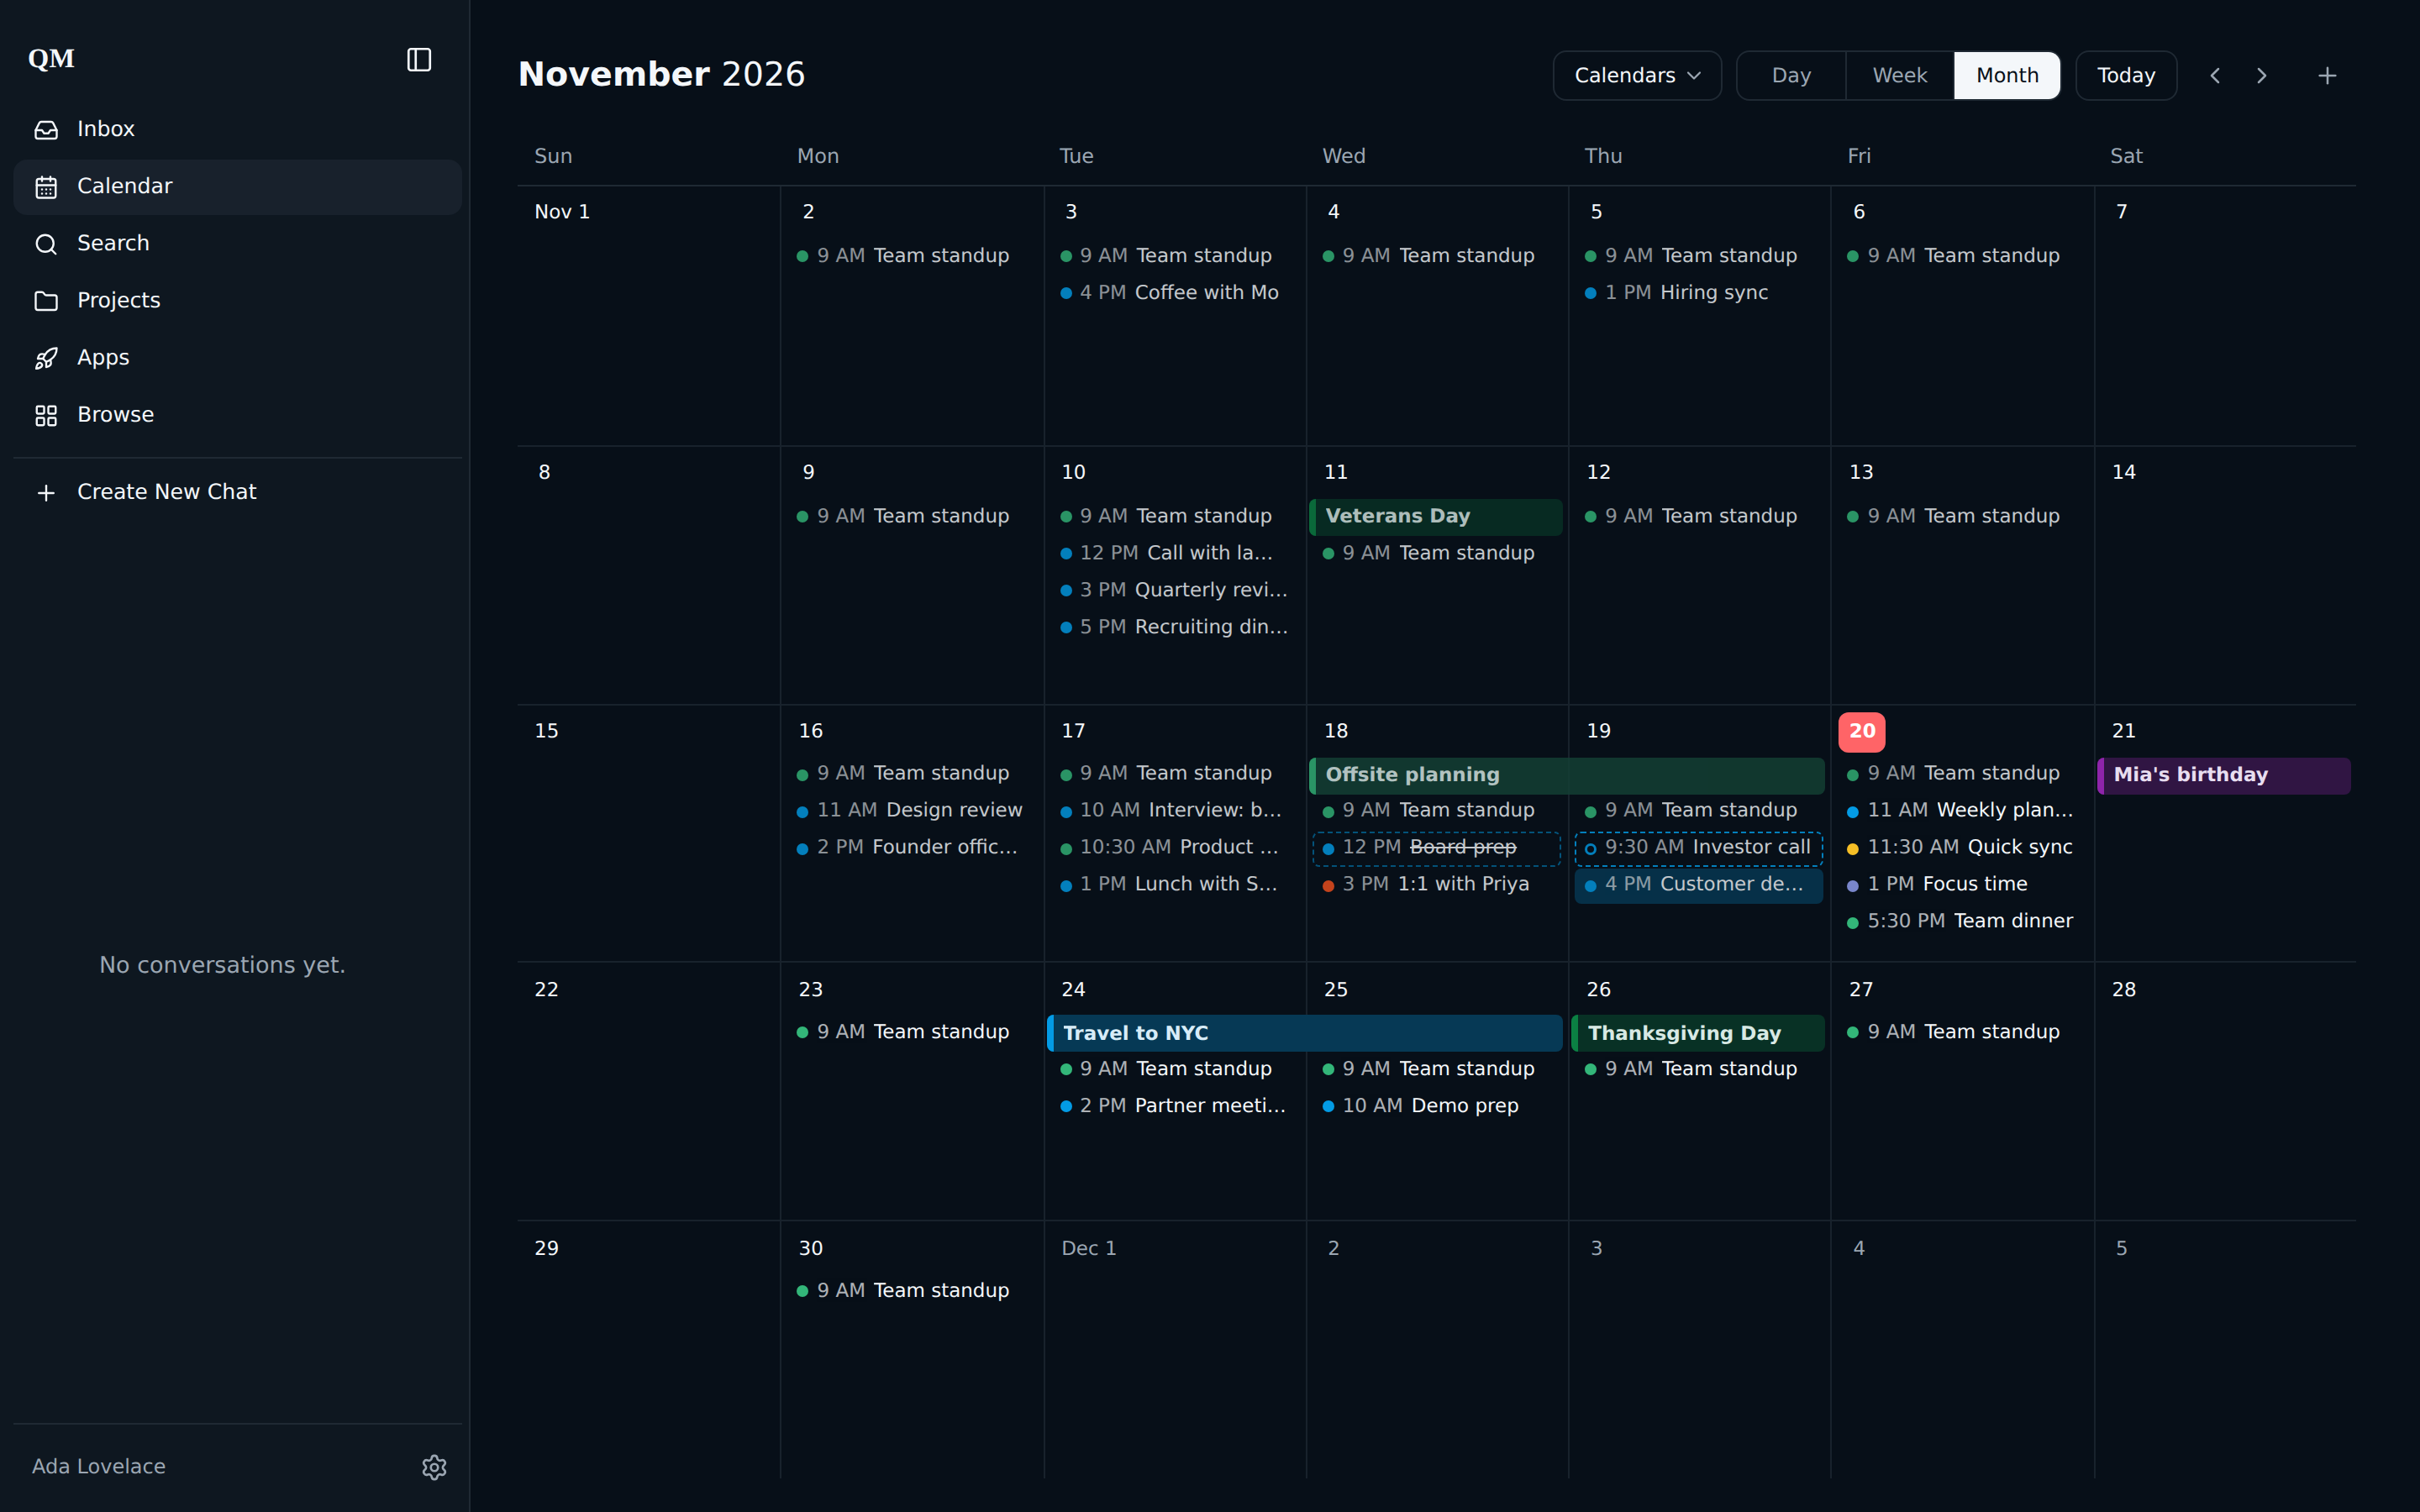 QM
Inbox
Calendar
Search
Projects
Apps
Browse
Create New Chat
No conversations yet.
Ada Lovelace
November 2026
Calendars
Day
Week
Month
Today
Sun
Mon
Tue
Wed
Thu
Fri
Sat
Nov 1
2
9 AM Team standup
3
9 AM Team standup
4 PM Coffee with Mo
4
9 AM Team standup
5
9 AM Team standup
1 PM Hiring sync
6
9 AM Team standup
7
8
9
9 AM Team standup
10
9 AM Team standup
12 PM Call with la…
3 PM Quarterly revi…
5 PM Recruiting din…
11
Veterans Day
9 AM Team standup
12
9 AM Team standup
13
9 AM Team standup
14
15
16
9 AM Team standup
11 AM Design review
2 PM Founder offic…
17
9 AM Team standup
10 AM Interview: b…
10:30 AM Product …
1 PM Lunch with S…
18
Offsite planning
9 AM Team standup
12 PM Board prep
3 PM 1:1 with Priya
19
9 AM Team standup
9:30 AM Investor call
4 PM Customer de…
20
9 AM Team standup
11 AM Weekly plan…
11:30 AM Quick sync
1 PM Focus time
5:30 PM Team dinner
21
Mia's birthday
22
23
9 AM Team standup
24
Travel to NYC
9 AM Team standup
2 PM Partner meeti…
25
9 AM Team standup
10 AM Demo prep
26
Thanksgiving Day
9 AM Team standup
27
9 AM Team standup
28
29
30
9 AM Team standup
Dec 1
2
3
4
5